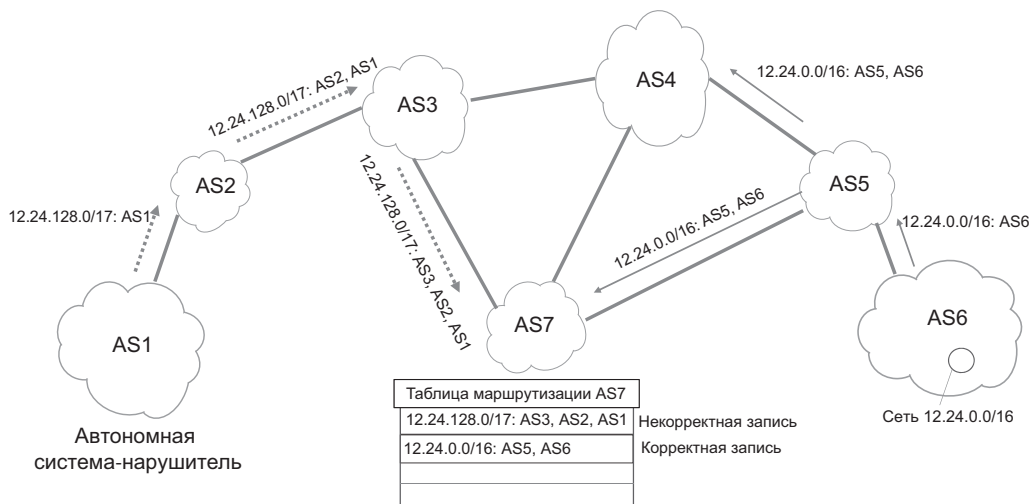 12.24.128.0/17: AS2, AS1
AS3
AS4
12.24.0.0/16: AS5, AS6
AS2
12.24.128.0/17: AS1
12.24.128.0/17: AS3, AS2, AS1
12.24.0.0/16: AS5, AS6
AS5
12.24.0.0/16: AS6
AS1
AS7
AS6
Сеть 12.24.0.0/16
Автономная
система-нарушитель
Таблица маршрутизации AS7
12.24.128.0/17: AS3, AS2, AS1 Некорректная запись
12.24.0.0/16: AS5, AS6 Корректная запись